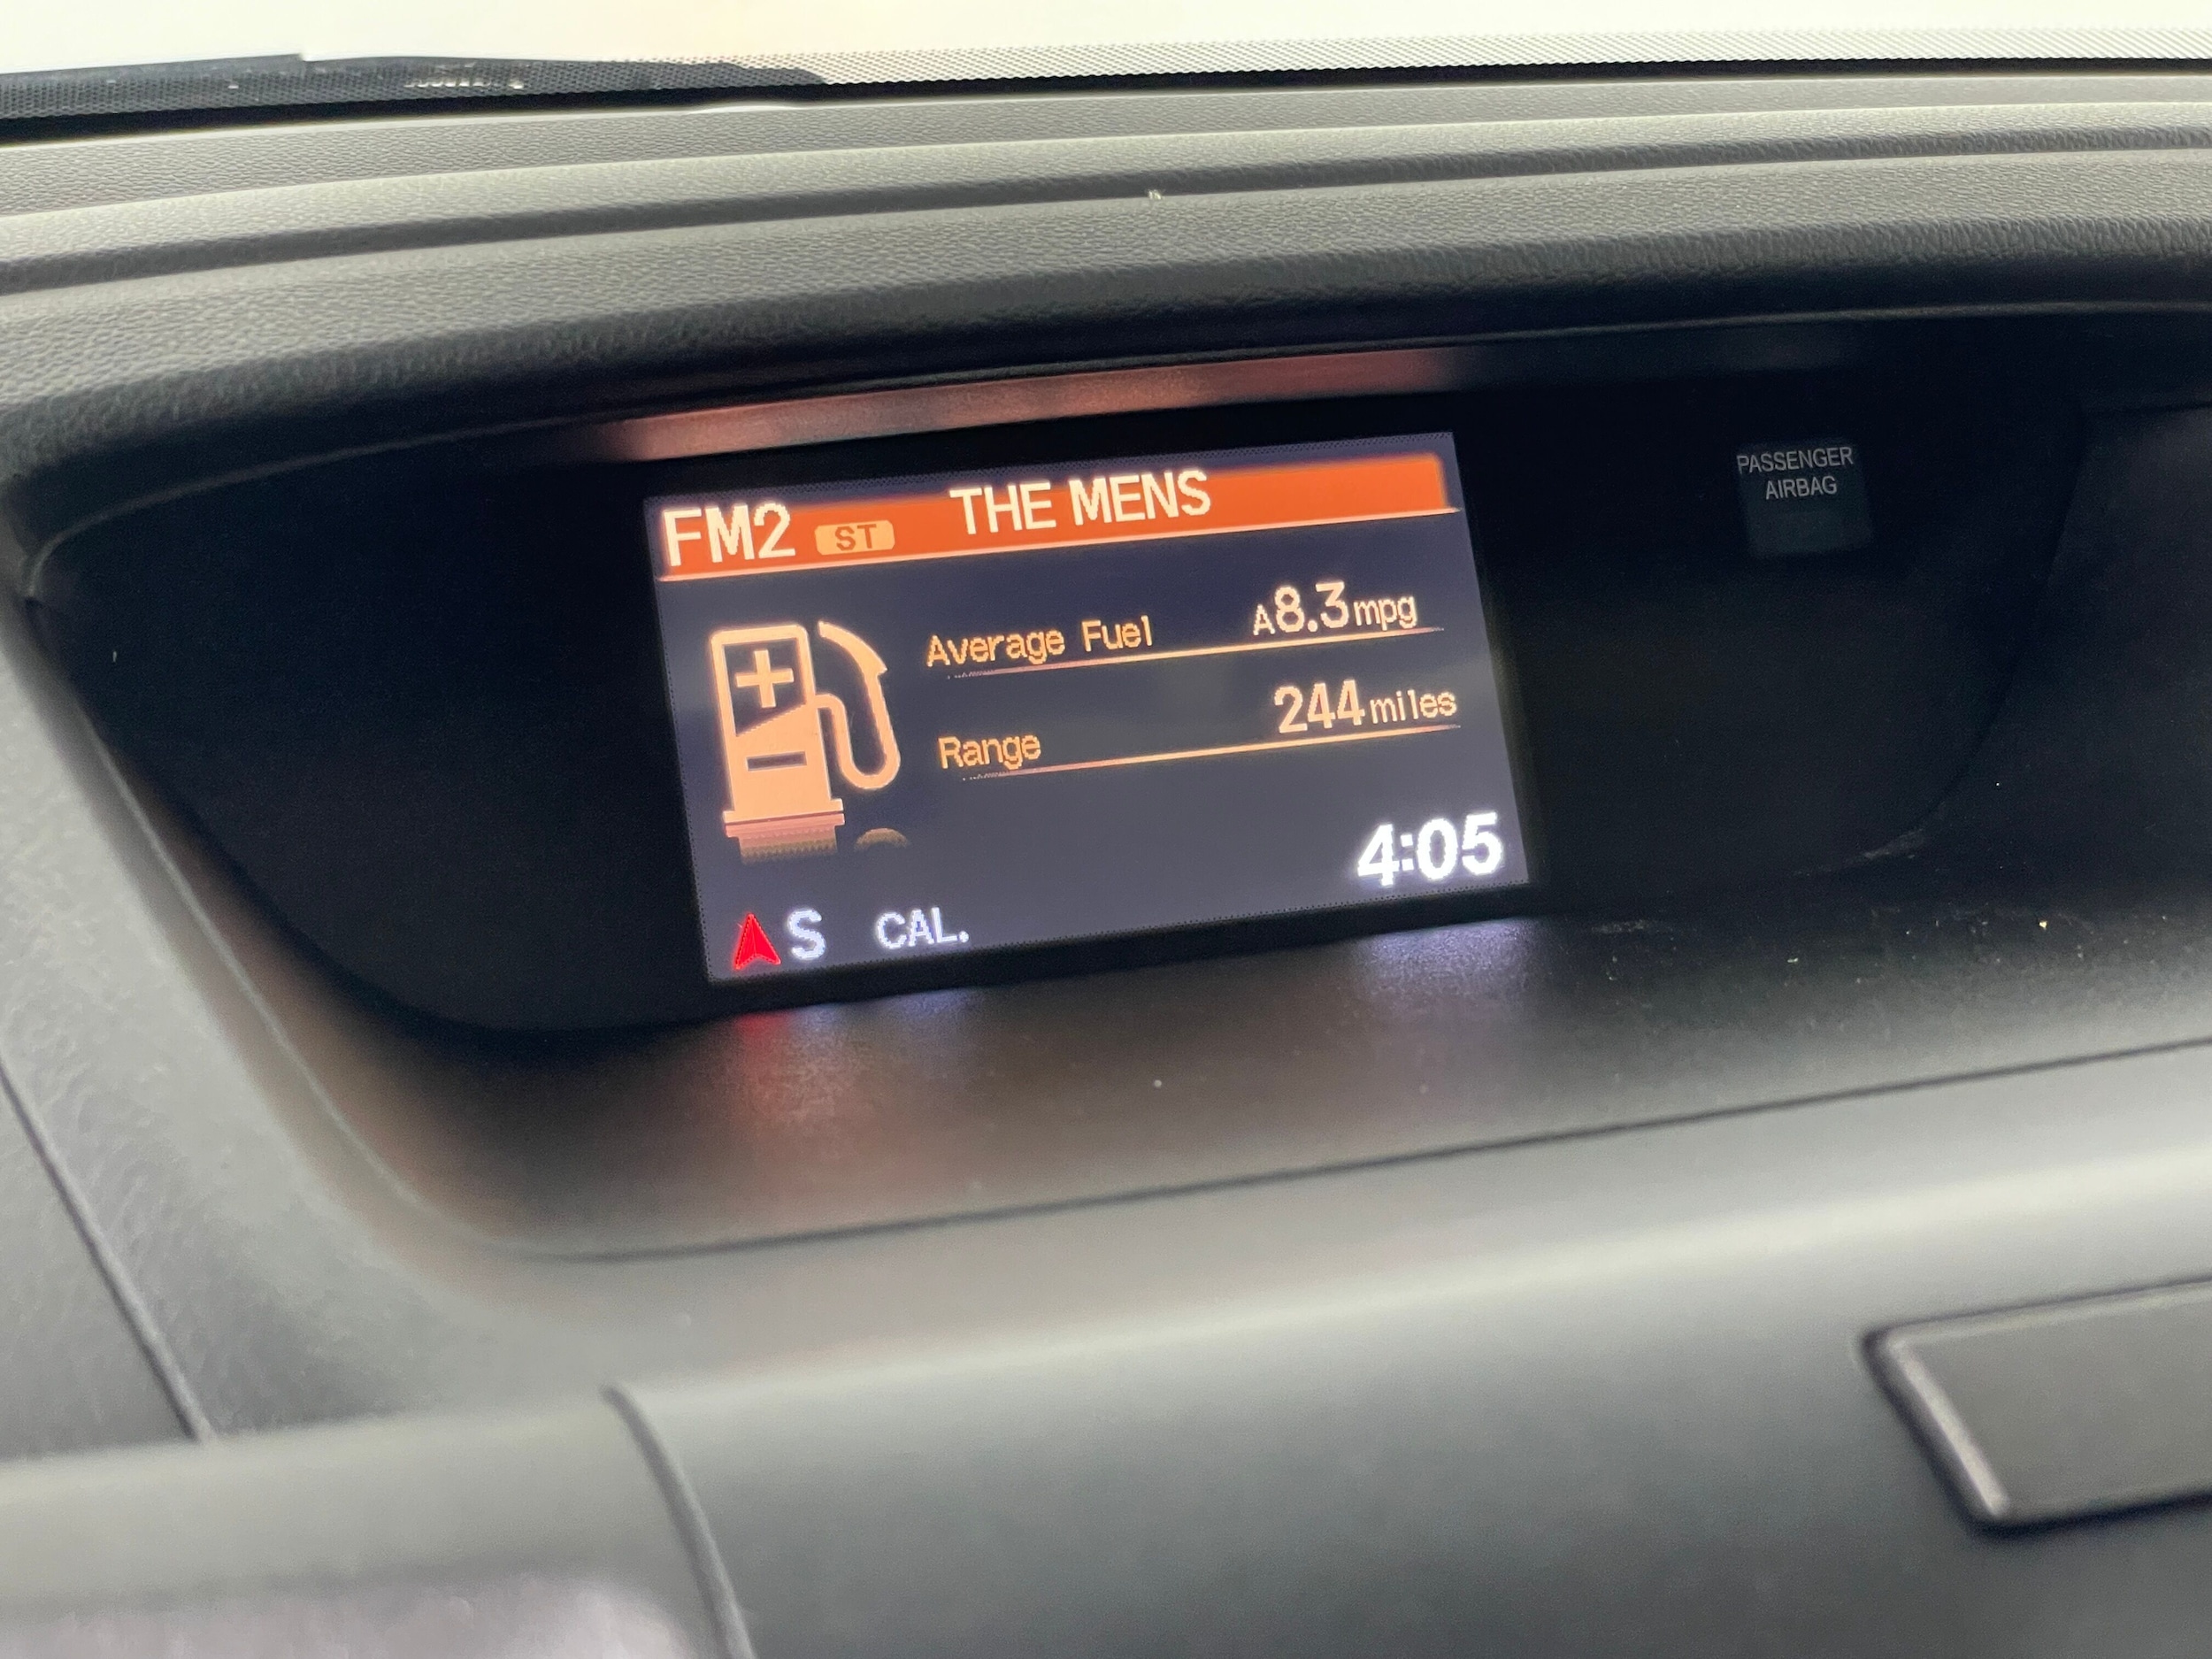 FM2 ST THE MENS
PASSENGER
AIRBAG
Average Fuel A8.3mpg
Range 244miles
4:05
S CAL.